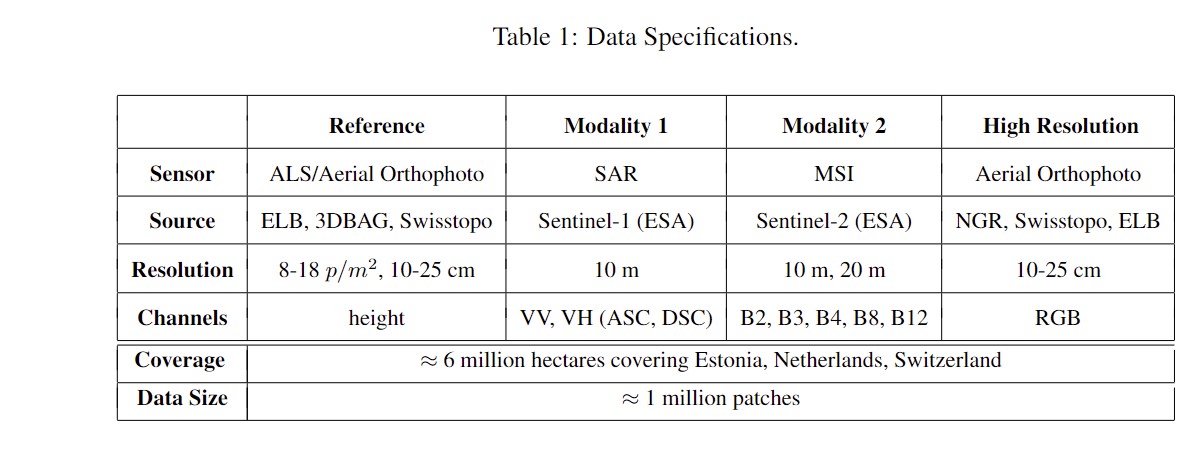 Table 1: Data Specifications.
Reference Modality 1 Modality 2 High Resolution
Sensor ALS/Aerial Orthophoto SAR MSI Aerial Orthophoto
Source ELB, 3DBAG, Swisstopo Sentinel-1 (ESA) Sentinel-2 (ESA) NGR, Swisstopo, ELB
Resolution 8-18 p/m², 10-25 cm 10 m 10 m, 20 m 10-25 cm
Channels height VV, VH (ASC, DSC) B2, B3, B4, B8, B12 RGB
Coverage ≈ 6 million hectares covering Estonia, Netherlands, Switzerland
Data Size ≈ 1 million patches